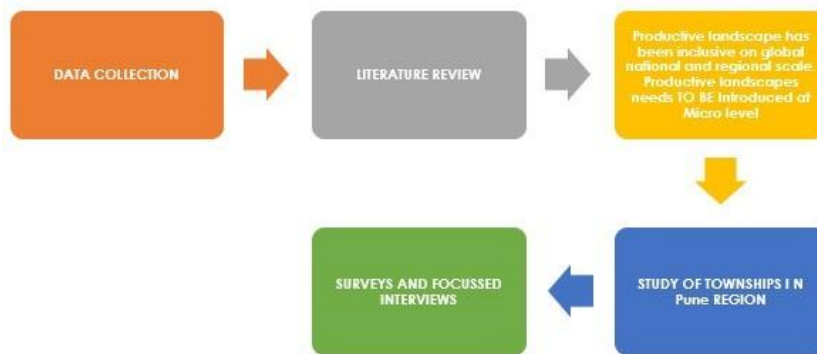 DATA COLLECTION
LITERATURE REVIEW
Productive landscape has
been inclusive on global
national and regional scale.
Productive landscapes
needs TO BE Introduced at
Micro level
STUDY OF TOWNSHIPS I N
Pune REGION
SURVEYS AND FOCUSSED
INTERVIEWS